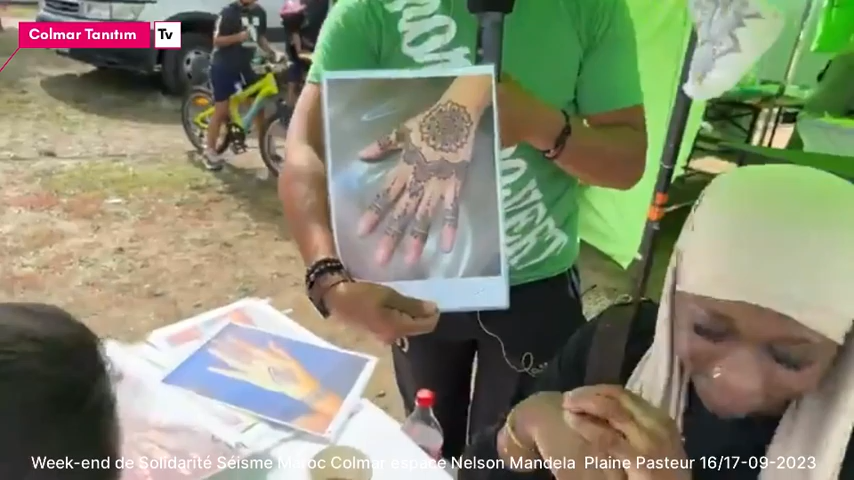 Colmar Tanıtım Tv
Week-end de Solidarité Séisme Maroc Colmar espace Nelson Mandela Plaine Pasteur 16/17-09-2023